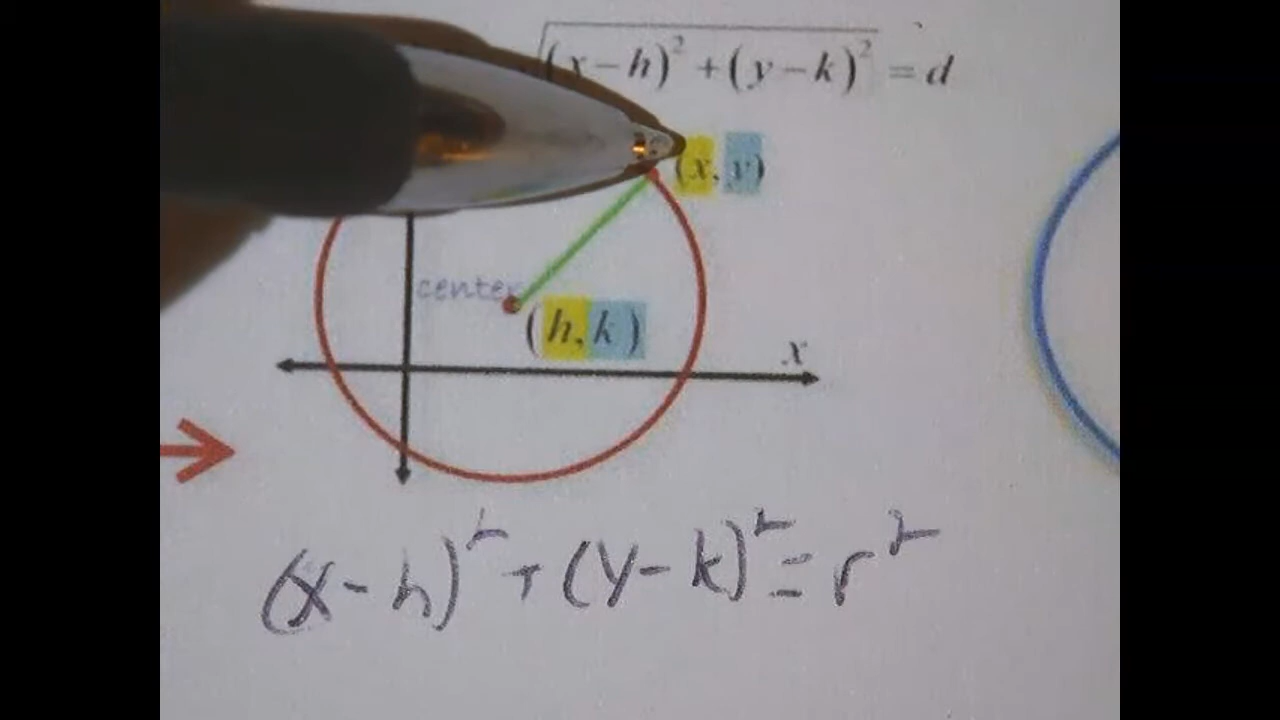 √(x−h)² + (y−k)² = d
(x, y)
center
(h, k)
x
(x-h)² + (y-k)² = r²